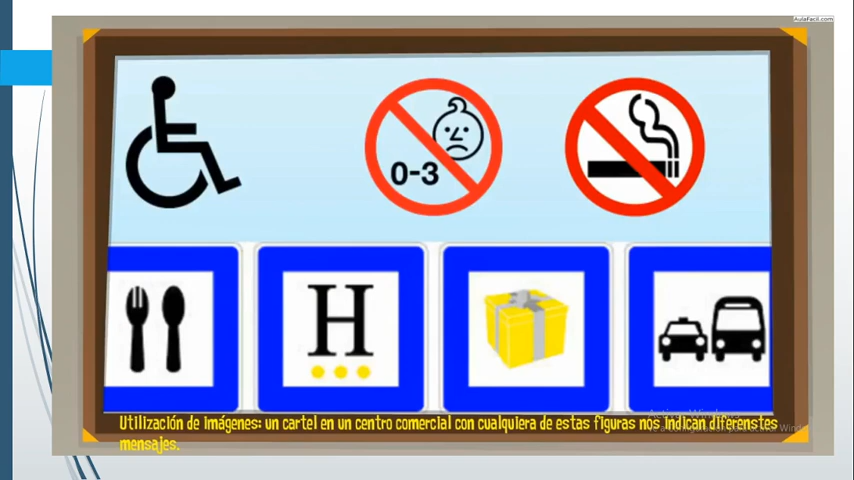 AulaFacil.com
0-3
H
Utilización de imágenes: un cartel en un centro comercial con cualquiera de estas figuras nos indican diferenstes
mensajes.